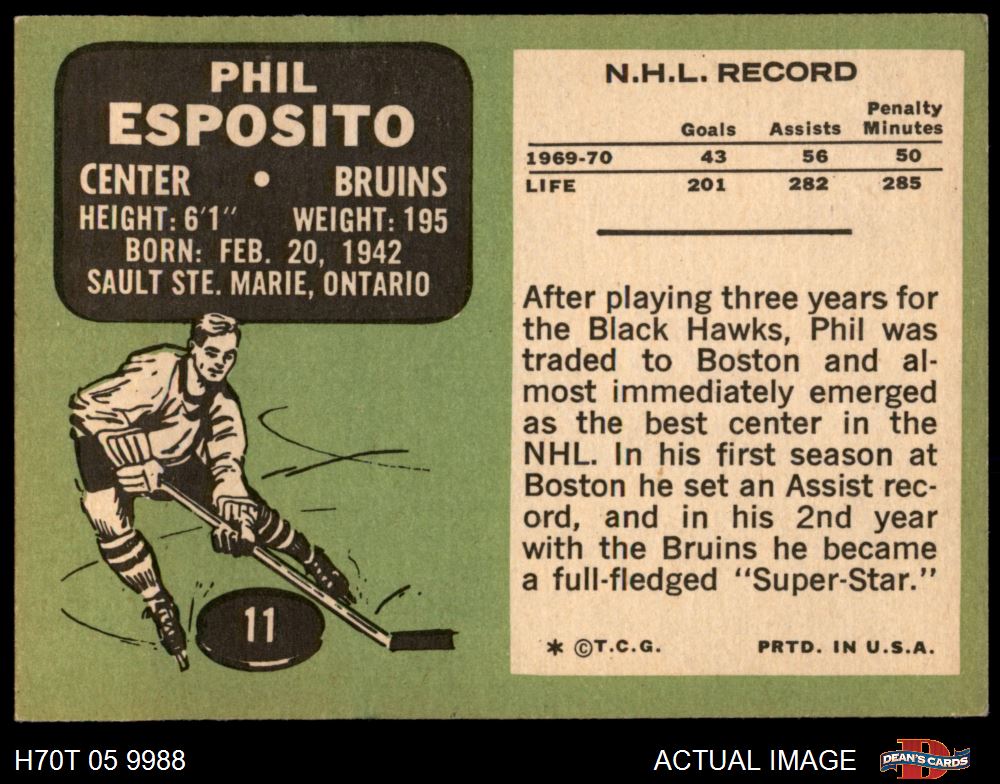 PHIL
ESPOSITO
CENTER • BRUINS
HEIGHT: 6'1" WEIGHT: 195
BORN: FEB. 20, 1942
SAULT STE. MARIE, ONTARIO
11
N.H.L. RECORD
Goals Assists Penalty Minutes
1969-70 43 56 50
LIFE 201 282 285
After playing three years for
the Black Hawks, Phil was
traded to Boston and al-
most immediately emerged
as the best center in the
NHL. In his first season at
Boston he set an Assist rec-
ord, and in his 2nd year
with the Bruins he became
a full-fledged "Super-Star."
* ©T.C.G. PRTD. IN U.S.A.
H70T 05 9988 ACTUAL IMAGE DEAN'S CARDS